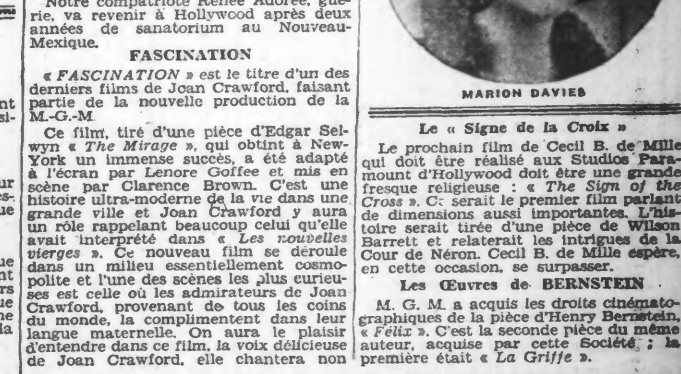 Notre compatriote Renée Adorée, gué-
rie, va revenir à Hollywood après deux
années de sanatorium au Nouveau-
Mexique.
FASCINATION
« FASCINATION » est le titre d'un des
derniers films de Joan Crawford, faisant
partie de la nouvelle production de la
M.-G.-M
Ce film, tiré d'une pièce d'Edgar Sel-
wyn « The Mirage », qui obtint à New-
York un immense succès, a été adapté
à l'écran par Lenore Goffee et mis en
scène par Clarence Brown. C'est une
histoire ultra-moderne de la vie dans une
grande ville et Joan Crawford y aura
un rôle rappelant beaucoup celui qu'elle
avait interprété dans « Les nouvelles
vierges ». Ce nouveau film se déroule
dans un milieu essentiellement cosmo-
polite et l'une des scènes les plus curieu-
ses est celle où les admirateurs de Joan
Crawford, provenant de tous les coins
du monde, la complimentent dans leur
langue maternelle. On aura le plaisir
d'entendre dans ce film, la voix délicieuse
de Joan Crawford, elle chantera non
MARION DAVIES
Le « Signe de la Croix »
Le prochain film de Cecil B. de Mille
qui doit être réalisé aux Studios Para-
mount d'Hollywood doit être une grande
fresque religieuse : « The Sign of the
Cross ». Ce serait le premier film parlant
de dimensions aussi importantes. L'his-
toire serait tirée d'une pièce de Wilson
Barrett et relaterait les intrigues de la
Cour de Néron. Cecil B. de Mille espère,
en cette occasion, se surpasser.
Les Œuvres de BERNSTEIN
M. G. M. a acquis les droits cinémato-
graphiques de la pièce d'Henry Bernstein,
« Félix ». C'est la seconde pièce du même
auteur, acquise par cette Société ; la
première était « La Griffe ».